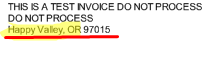 THIS IS A TEST INVOICE DO NOT PROCESS
DO NOT PROCESS
Happy Valley, OR 97015